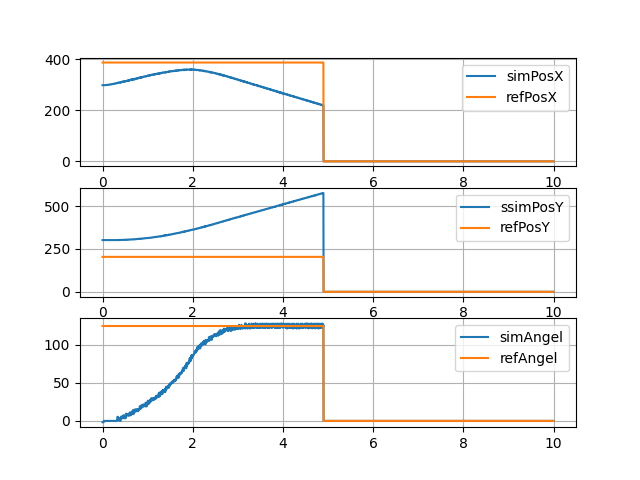 400
200
0
simPosX
refPosX
0 2 4 6 8 10
500
250
0
ssimPosY
refPosY
0 2 4 6 8 10
100
50
0
simAngel
refAngel
0 2 4 6 8 10